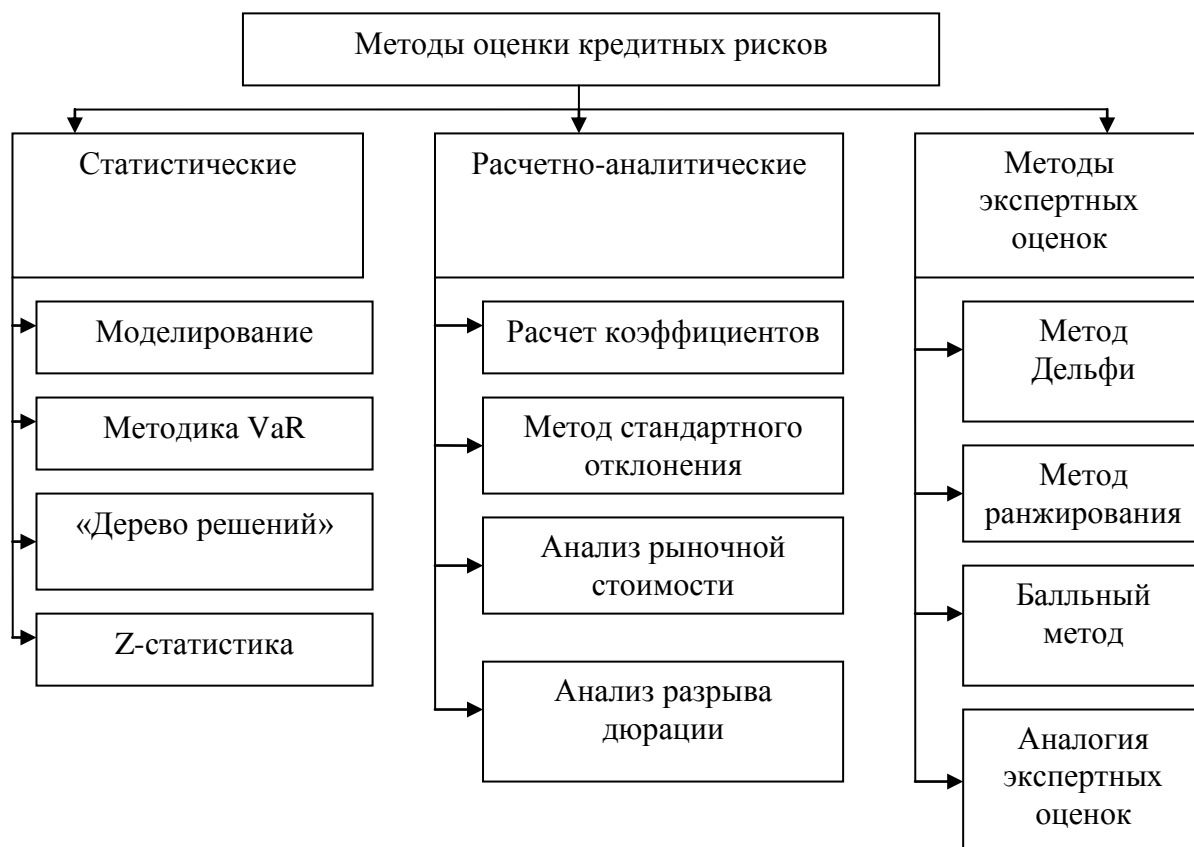 Методы оценки кредитных рисков
Статистические
Расчетно-аналитические
Методы
экспертных
оценок
Моделирование
Методика VaR
«Дерево решений»
Z-статистика
Расчет коэффициентов
Метод стандартного
отклонения
Анализ рыночной
стоимости
Анализ разрыва
дюрации
Метод
Дельфи
Метод
ранжирования
Балльный
метод
Аналогия
экспертных
оценок